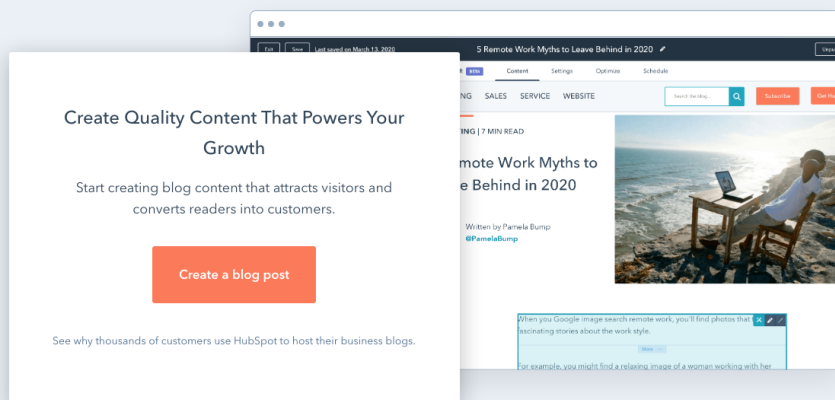 Create Quality Content That Powers Your
Growth
Start creating blog content that attracts visitors and
converts readers into customers.
Create a blog post
See why thousands of customers use HubSpot to host their business blogs.
Exit
Save
Last saved on March 13, 2020
5 Remote Work Myths to Leave Behind in 2020
BETA
Content
Settings
Optimize
Schedule
SALES
SERVICE
WEBSITE
Search the blog...
Subscribe
| 7 MIN READ
Work Myths to
Behind in 2020
Written by Pamela Bump
@PamelaBump
When you Google image search remote work, you'll find photos that
fascinating stories about the work style.
For example, you might find a relaxing image of a woman working with her